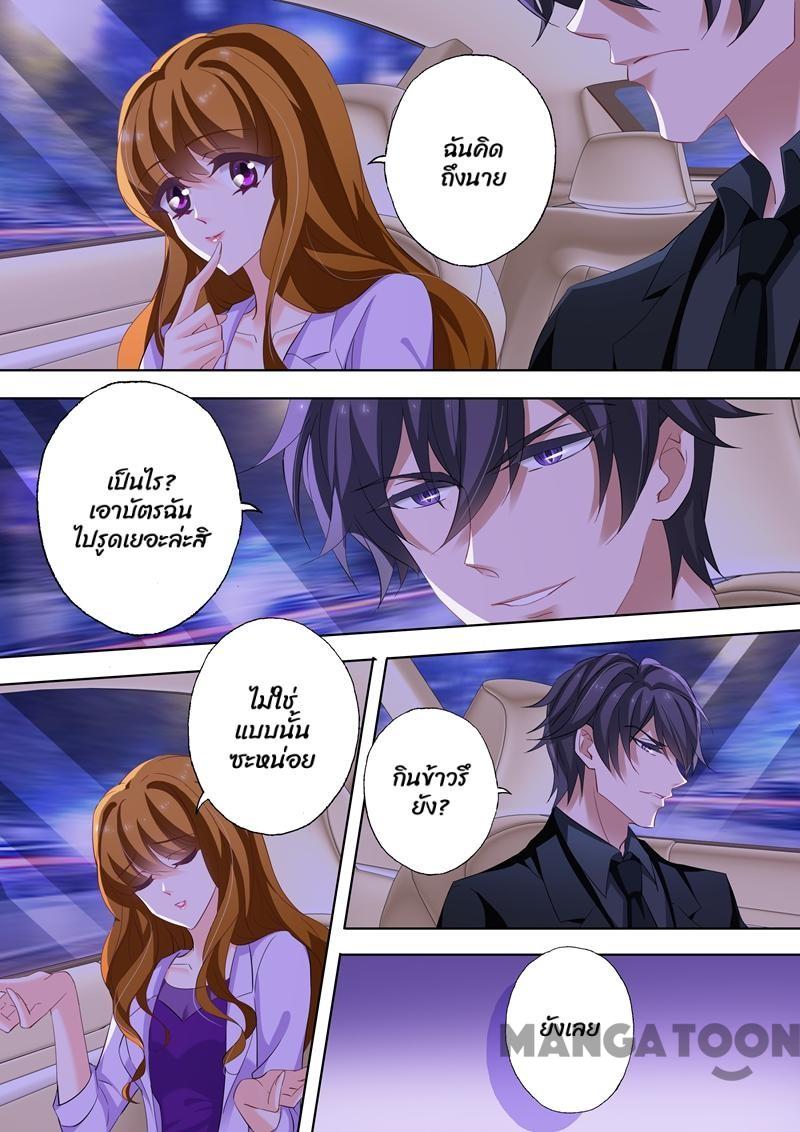 ฉันคิด
ถึงนาย
เป็นไร?
เอาบัตรฉัน
ไปรูดเยอะล่ะสิ
ไม่ใช่
แบบนั้น
ซะหน่อย
กินข้าวรึ
ยัง?
ยังเลย
MANGATOON